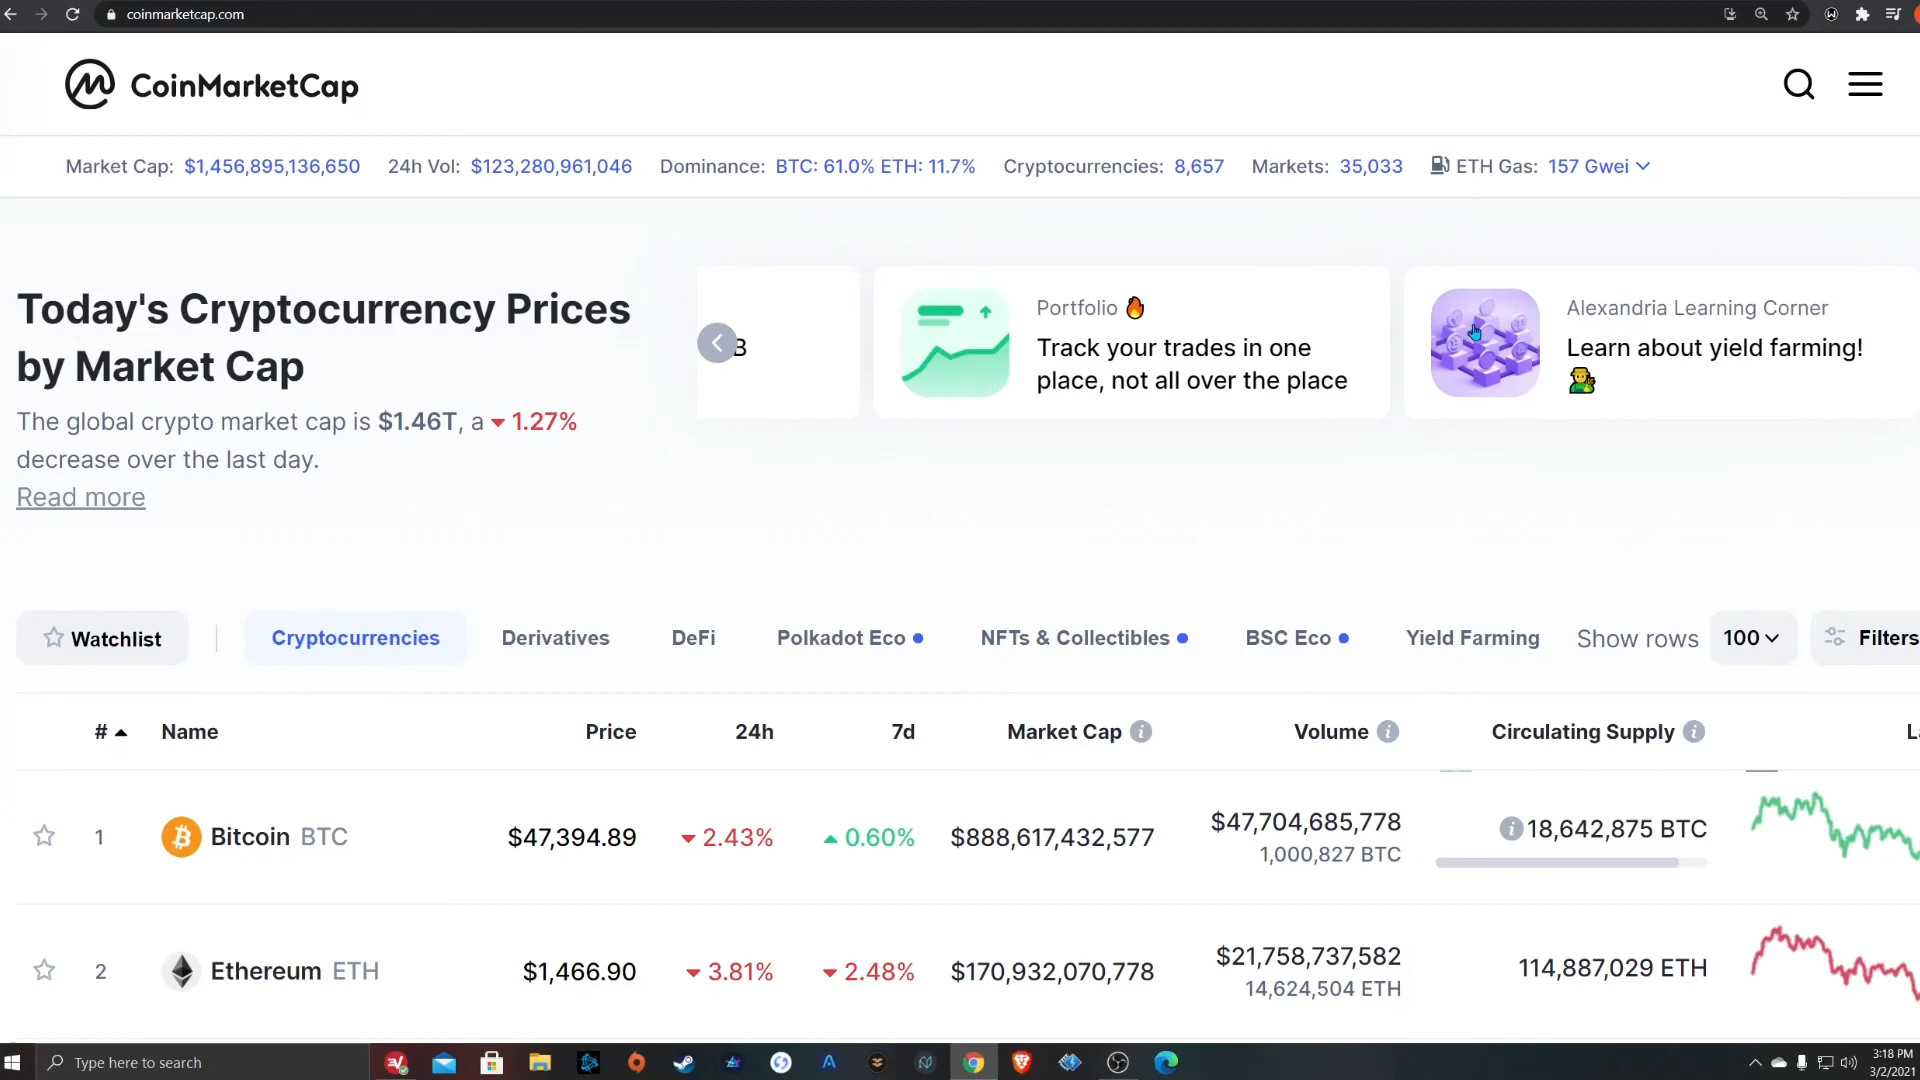 coinmarketcap.com
CoinMarketCap
Market Cap: $1,456,895,136,650 24h Vol: $123,280,961,046 Dominance: BTC: 61.0% ETH: 11.7% Cryptocurrencies: 8,657 Markets: 35,033 ETH Gas: 157 Gwei
Today's Cryptocurrency Prices
by Market Cap
The global crypto market cap is $1.46T, a 1.27%
decrease over the last day.
Read more
B
Portfolio 🔥
Track your trades in one
place, not all over the place
Alexandria Learning Corner
Learn about yield farming!
Watchlist Cryptocurrencies Derivatives DeFi Polkadot Eco NFTs & Collectibles BSC Eco Yield Farming Show rows 100 Filters
# Name Price 24h 7d Market Cap Volume Circulating Supply
1 Bitcoin BTC $47,394.89 2.43% 0.60% $888,617,432,577 $47,704,685,778 18,642,875 BTC
1,000,827 BTC
2 Ethereum ETH $1,466.90 3.81% 2.48% $170,932,070,778 $21,758,737,582 114,887,029 ETH
14,624,504 ETH
Type here to search
3:18 PM
3/2/2021